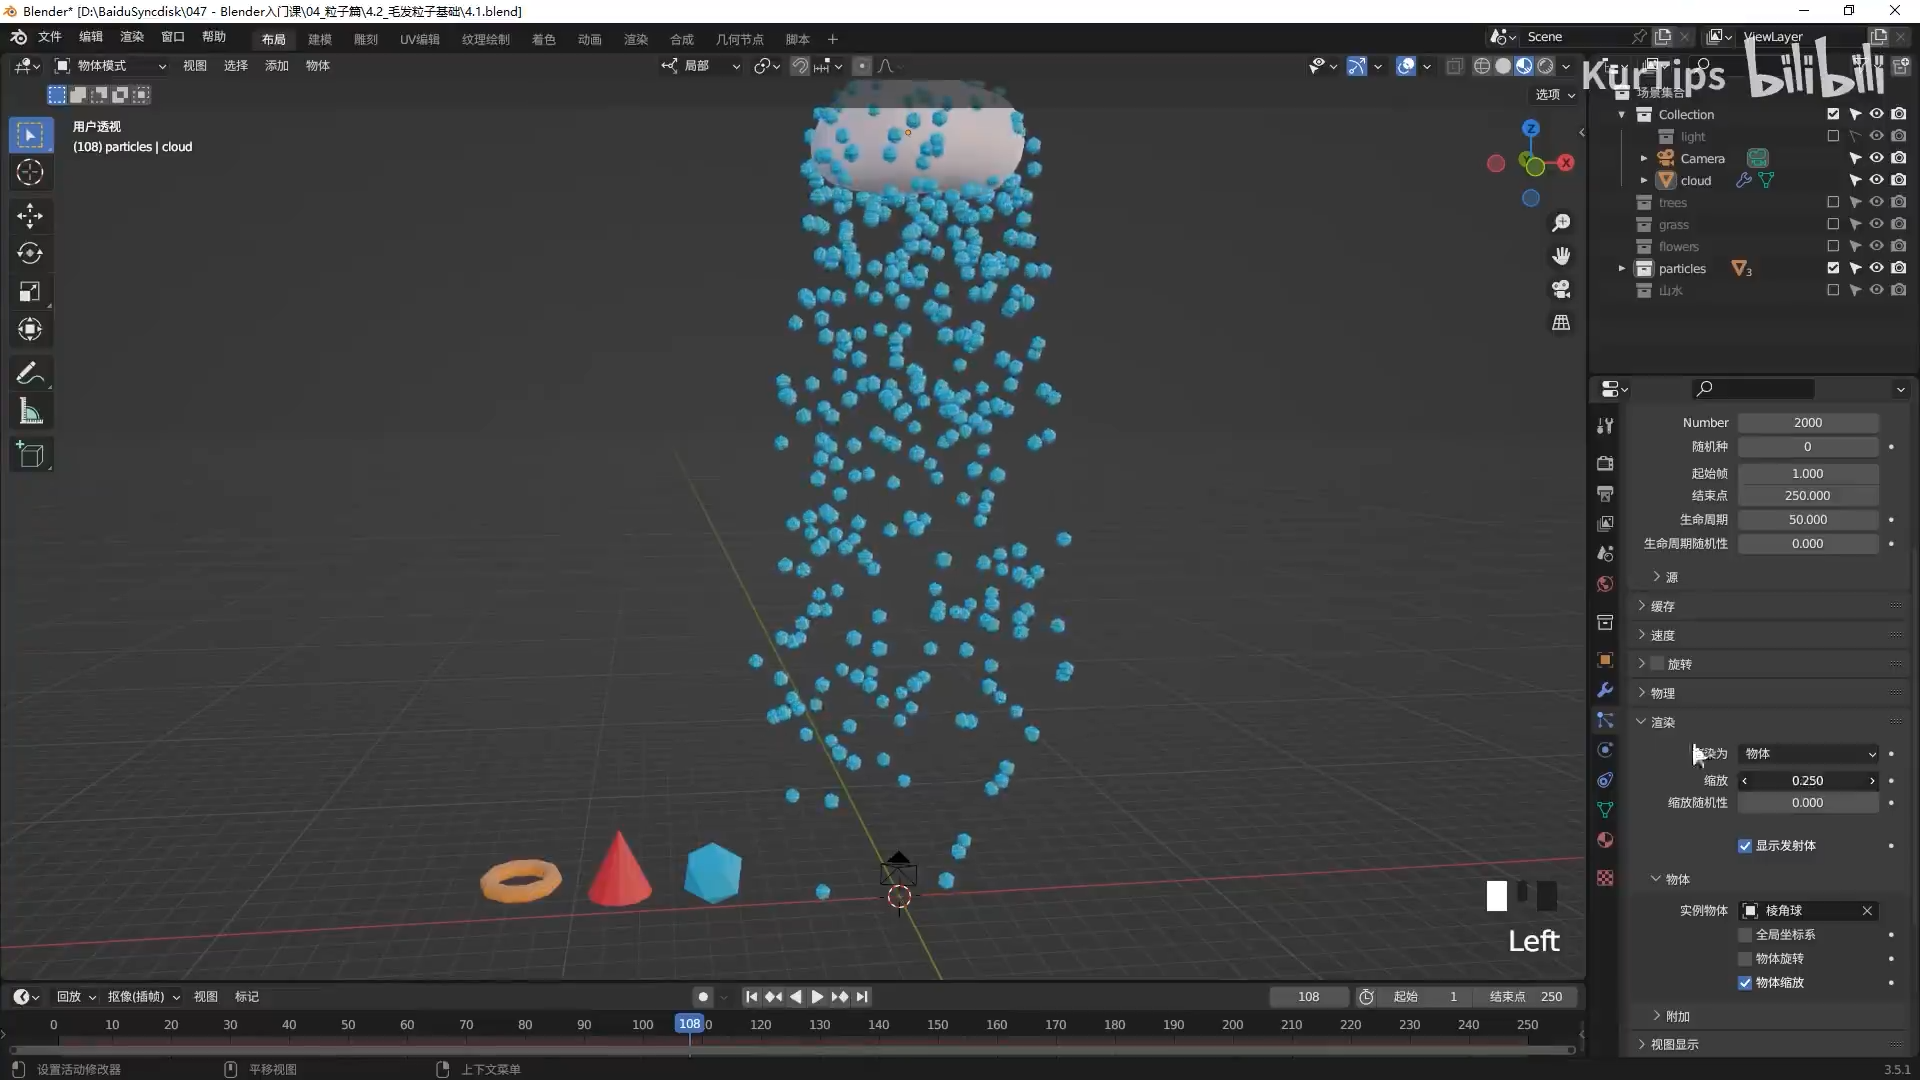 Blender* [D:\BaiduSyncdisk\047 - Blender入门课\04_粒子篇\4.2_毛发粒子基础\4.1.blend]
文件 编辑 渲染 窗口 帮助 布局 建模 雕刻 UV编辑 纹理绘制 着色 动画 渲染 合成 几何节点 脚本 + Scene ViewLayer
物体模式 视图 选择 添加 物体 局部
KurTips bilibili
选项
场景集合
用户透视
(108) particles | cloud
Collection
light
Camera
cloud
trees
grass
flowers
particles 3
山水
Z
X
Number 2000
随机种 0
起始帧 1.000
结束点 250.000
生命周期 50.000
生命周期随机性 0.000
源
缓存
速度
旋转
物理
渲染
染为 物体
缩放 0.250
缩放随机性 0.000
显示发射体
物体
实例物体 棱角球
全局坐标系
物体旋转
物体缩放
附加
视图显示
Left
回放 抠像(插帧) 视图 标记 108 起始 1 结束点 250
0 10 20 30 40 50 60 70 80 90 100 108 120 130 140 150 160 170 180 190 200 210 220 230 240 250
设置活动修改器 平移视图 上下文菜单 3.5.1